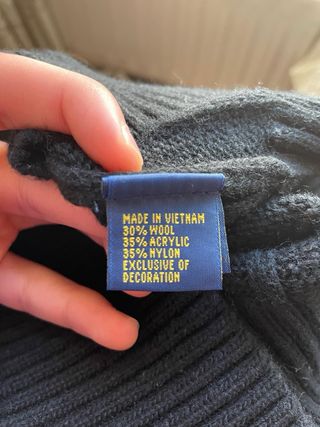 MADE IN VIETNAM
30% WOOL
35% ACRYLIC
35% NYLON
EXCLUSIVE OF
DECORATION